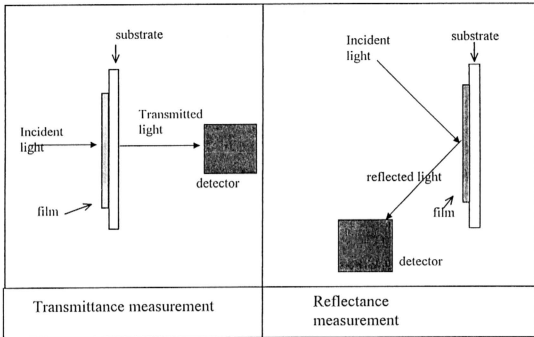 substrate
Incident
light
Transmitted
light
detector
film
Incident
light
substrate
reflected light
film
detector
Transmittance measurement
Reflectance
measurement